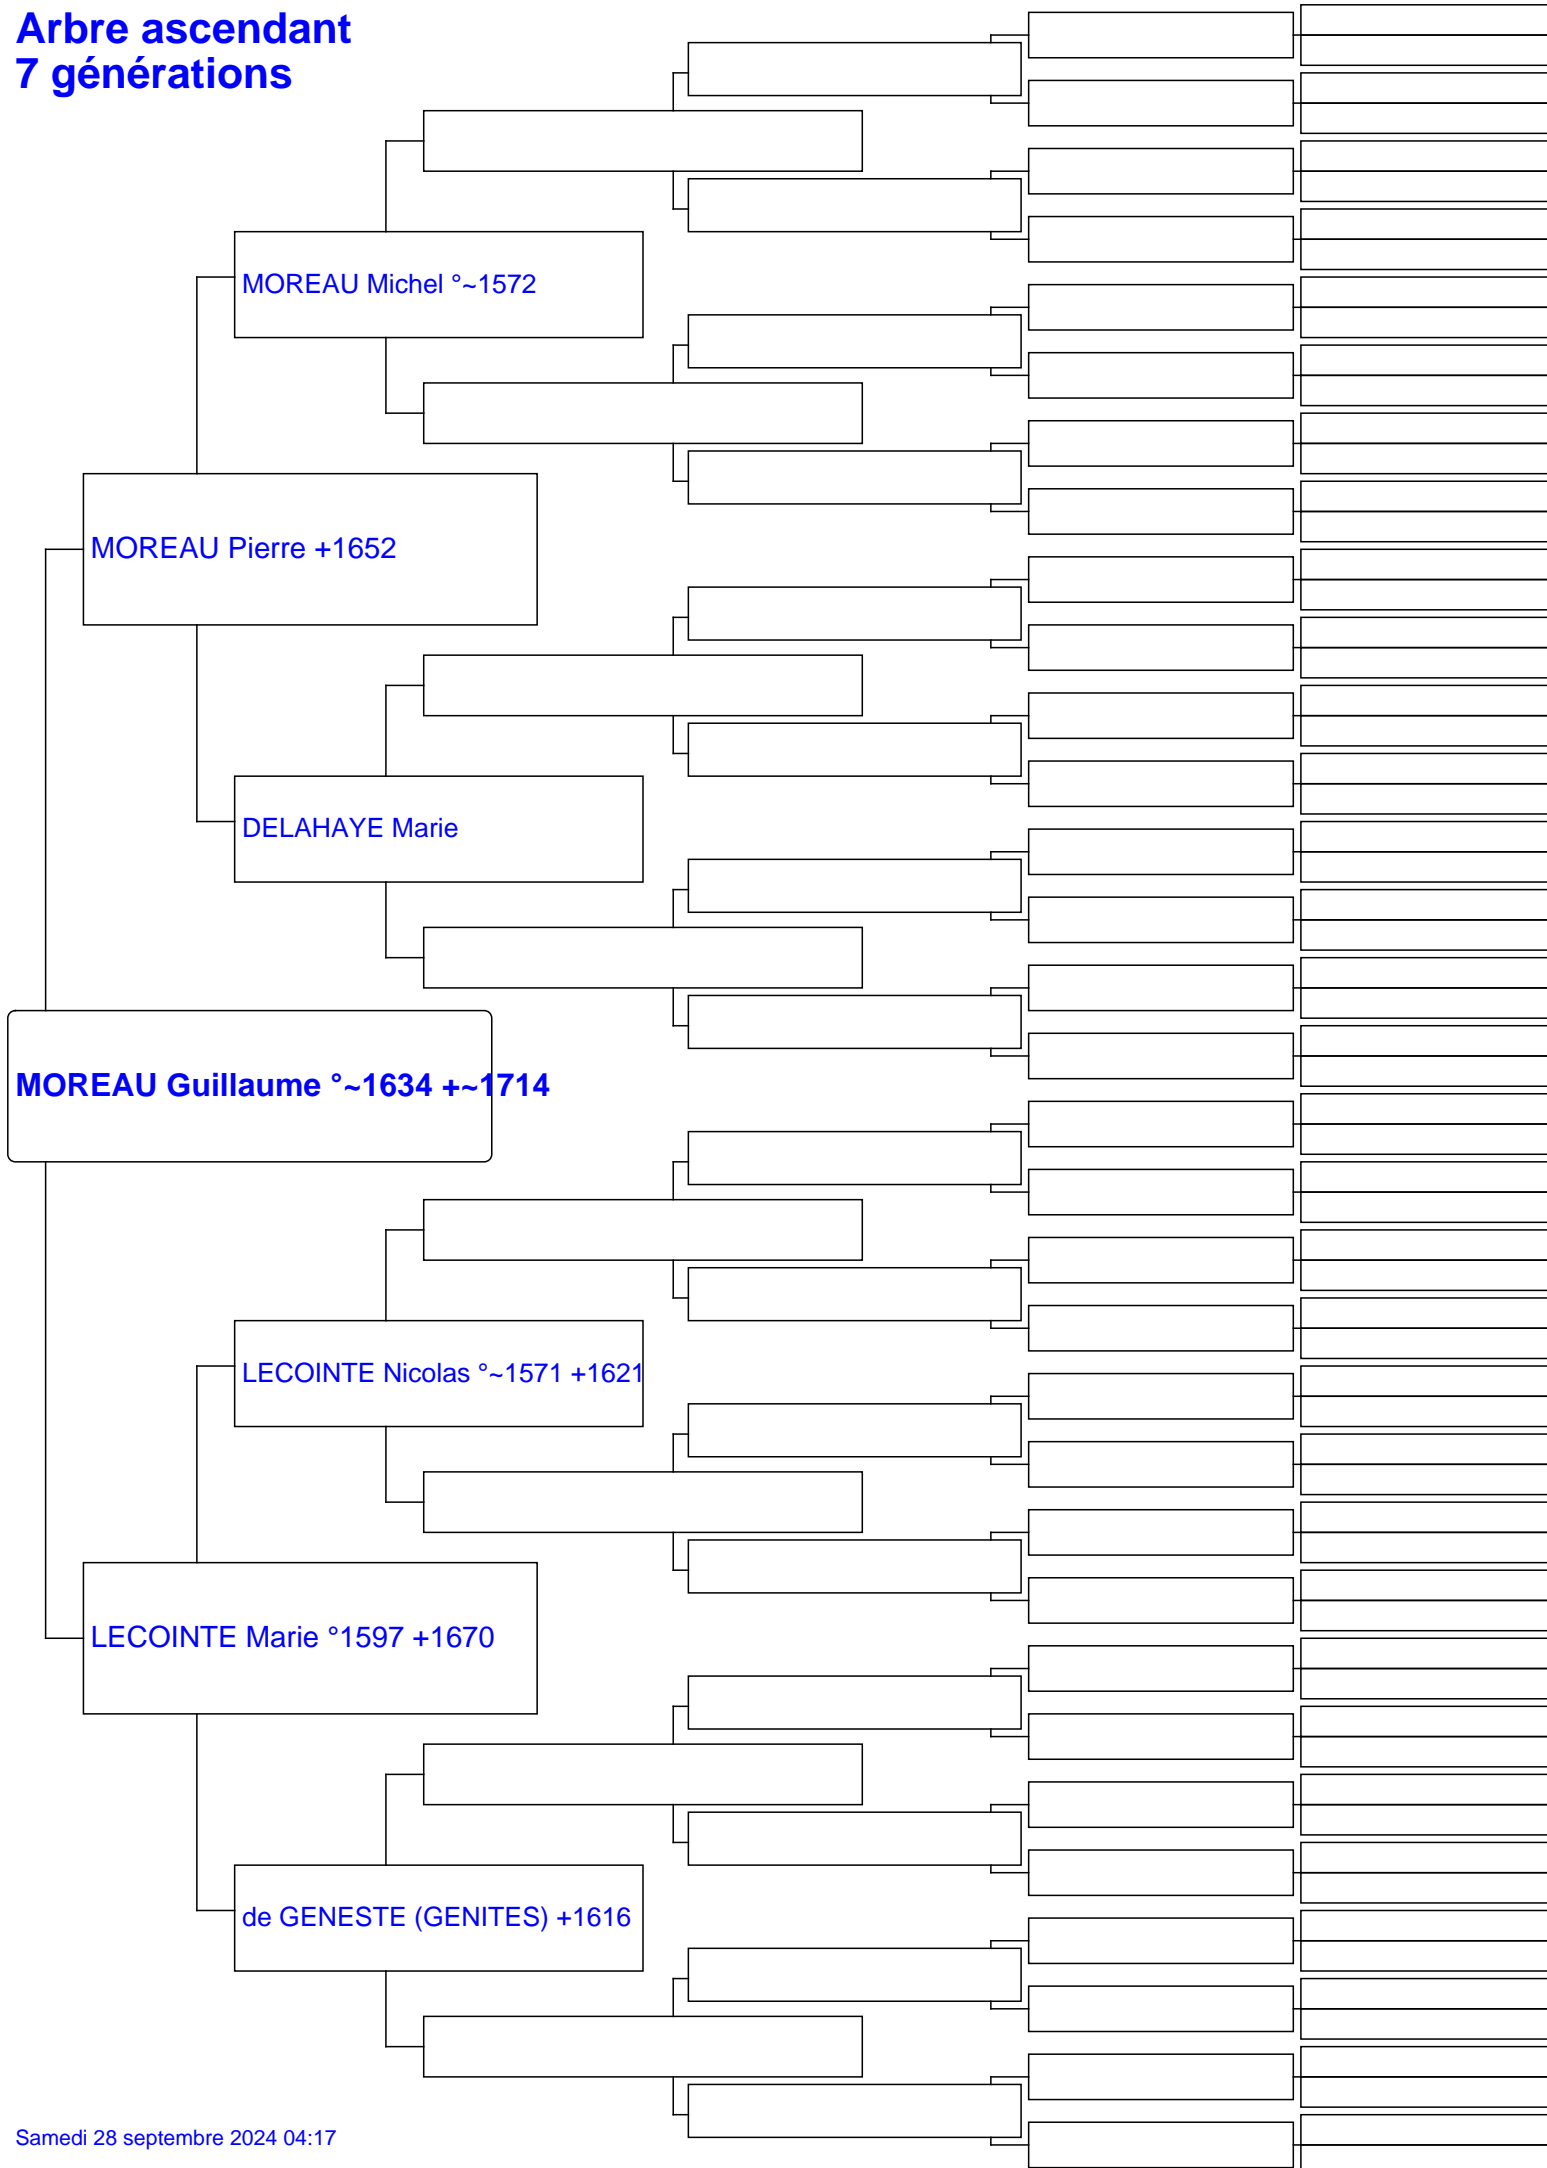 Arbre ascendant
7 générations
MOREAU Michel °~1572
MOREAU Pierre +1652
DELAHAYE Marie
MOREAU Guillaume °~1634 +~1714
LECOINTE Nicolas °~1571 +1621
LECOINTE Marie °1597 +1670
de GENESTE (GENITES) +1616
Samedi 28 septembre 2024 04:17